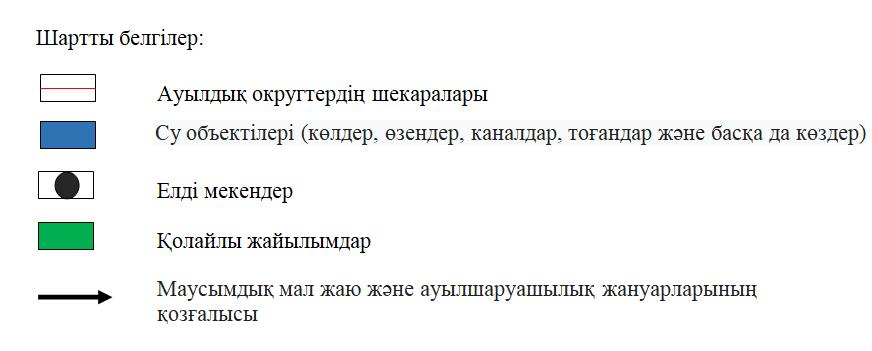 Шартты белгілер:
Ауылдық округтердің шекаралары
Су объектілері (көлдер, өзендер, каналдар, тоғандар және басқа да көздер)
Елді мекендер
Қолайлы жайылымдар
Маусымдық мал жаю және ауылшаруашылық жануарларының
қозғалысы